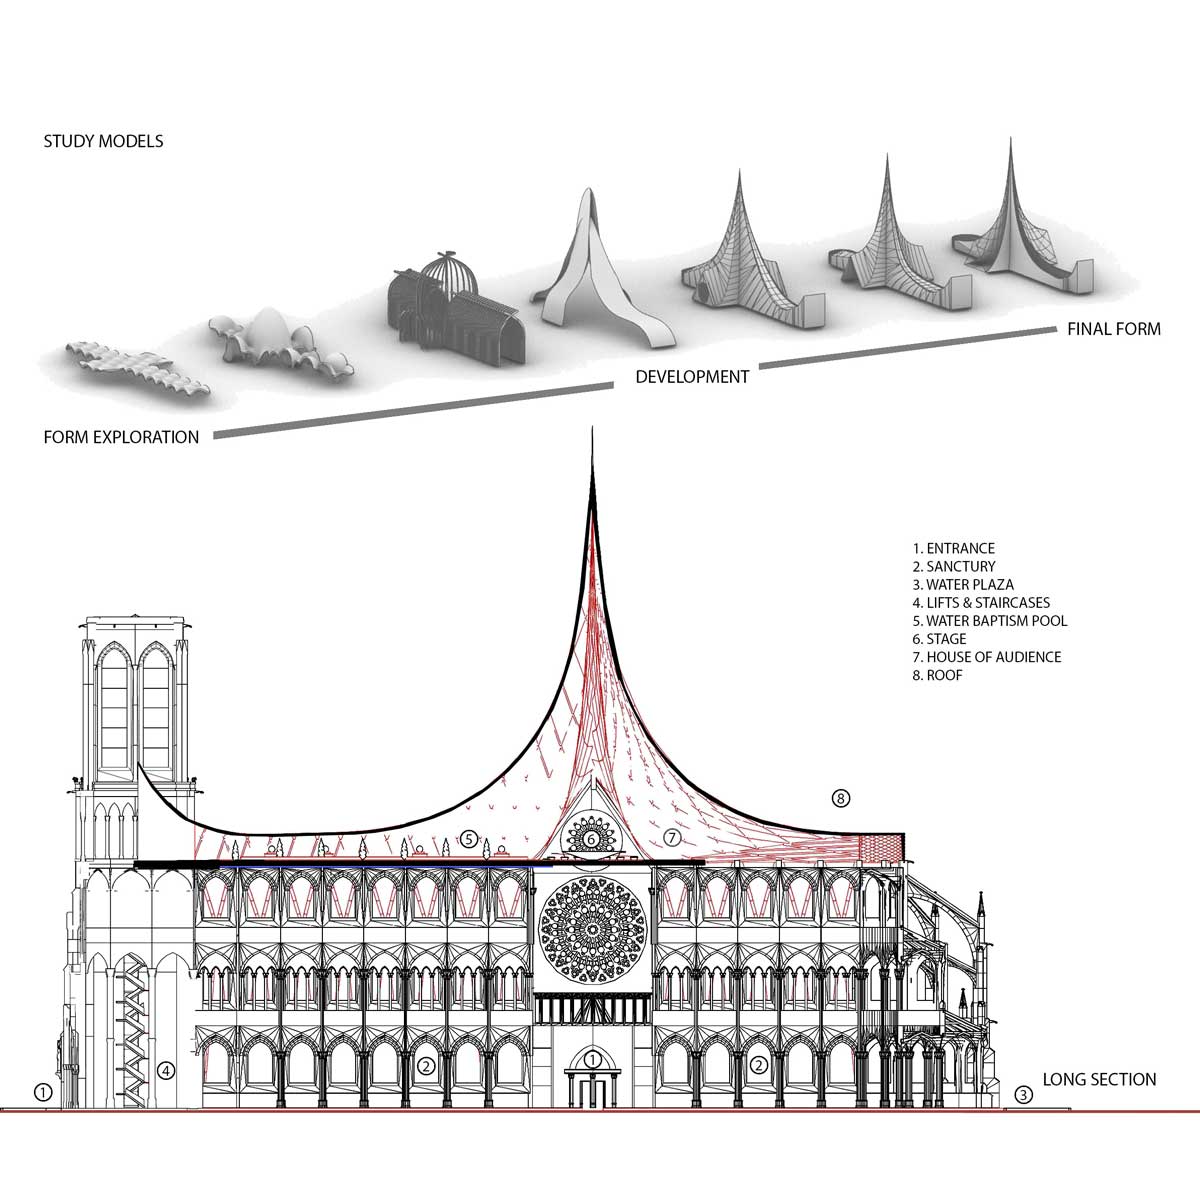 STUDY MODELS
FINAL FORM
DEVELOPMENT
FORM EXPLORATION
1. ENTRANCE
2. SANCTURY
3. WATER PLAZA
4. LIFTS & STAIRCASES
5. WATER BAPTISM POOL
6. STAGE
7. HOUSE OF AUDIENCE
8. ROOF
8
5
6
7
2
1
2
4
1
3
LONG SECTION